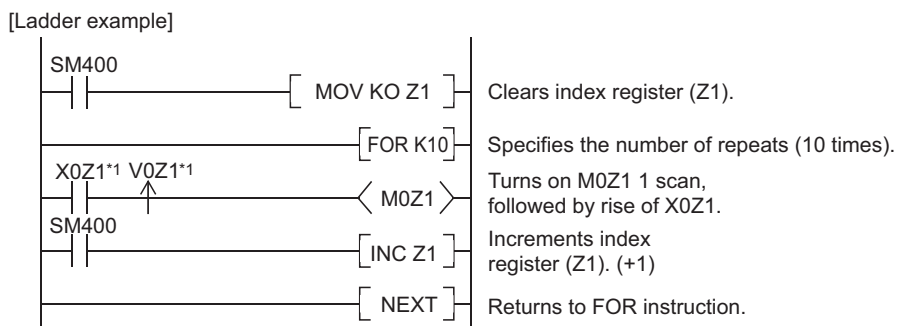 [Ladder example]
SM400
MOV KO Z1 Clears index register (Z1).
FOR K10 Specifies the number of repeats (10 times).
X0Z1*1 V0Z1*1
M0Z1 Turns on M0Z1 1 scan,
followed by rise of X0Z1.
SM400
INC Z1 Increments index
register (Z1). (+1)
NEXT Returns to FOR instruction.